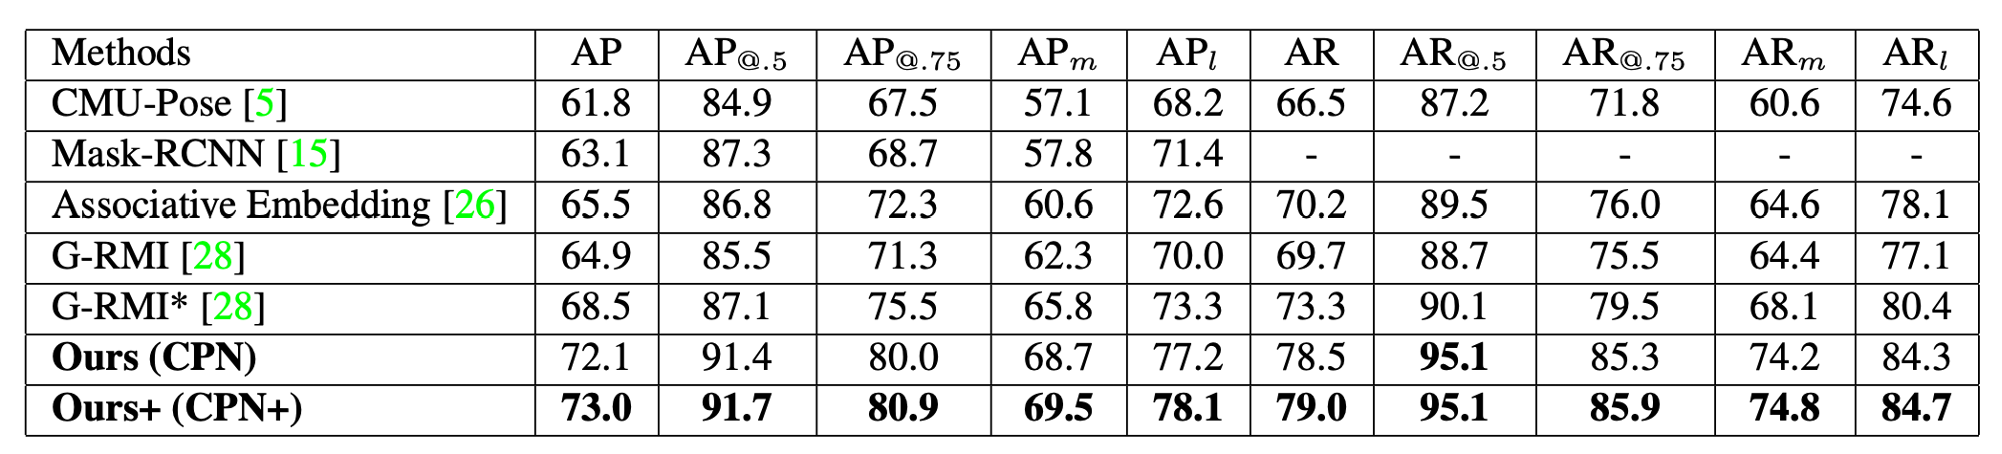 Methods AP AP@.5 AP@.75 APm APl AR AR@.5 AR@.75 ARm ARl
CMU-Pose [5] 61.8 84.9 67.5 57.1 68.2 66.5 87.2 71.8 60.6 74.6
Mask-RCNN [15] 63.1 87.3 68.7 57.8 71.4 - - - - -
Associative Embedding [26] 65.5 86.8 72.3 60.6 72.6 70.2 89.5 76.0 64.6 78.1
G-RMI [28] 64.9 85.5 71.3 62.3 70.0 69.7 88.7 75.5 64.4 77.1
G-RMI* [28] 68.5 87.1 75.5 65.8 73.3 73.3 90.1 79.5 68.1 80.4
Ours (CPN) 72.1 91.4 80.0 68.7 77.2 78.5 95.1 85.3 74.2 84.3
Ours+ (CPN+) 73.0 91.7 80.9 69.5 78.1 79.0 95.1 85.9 74.8 84.7